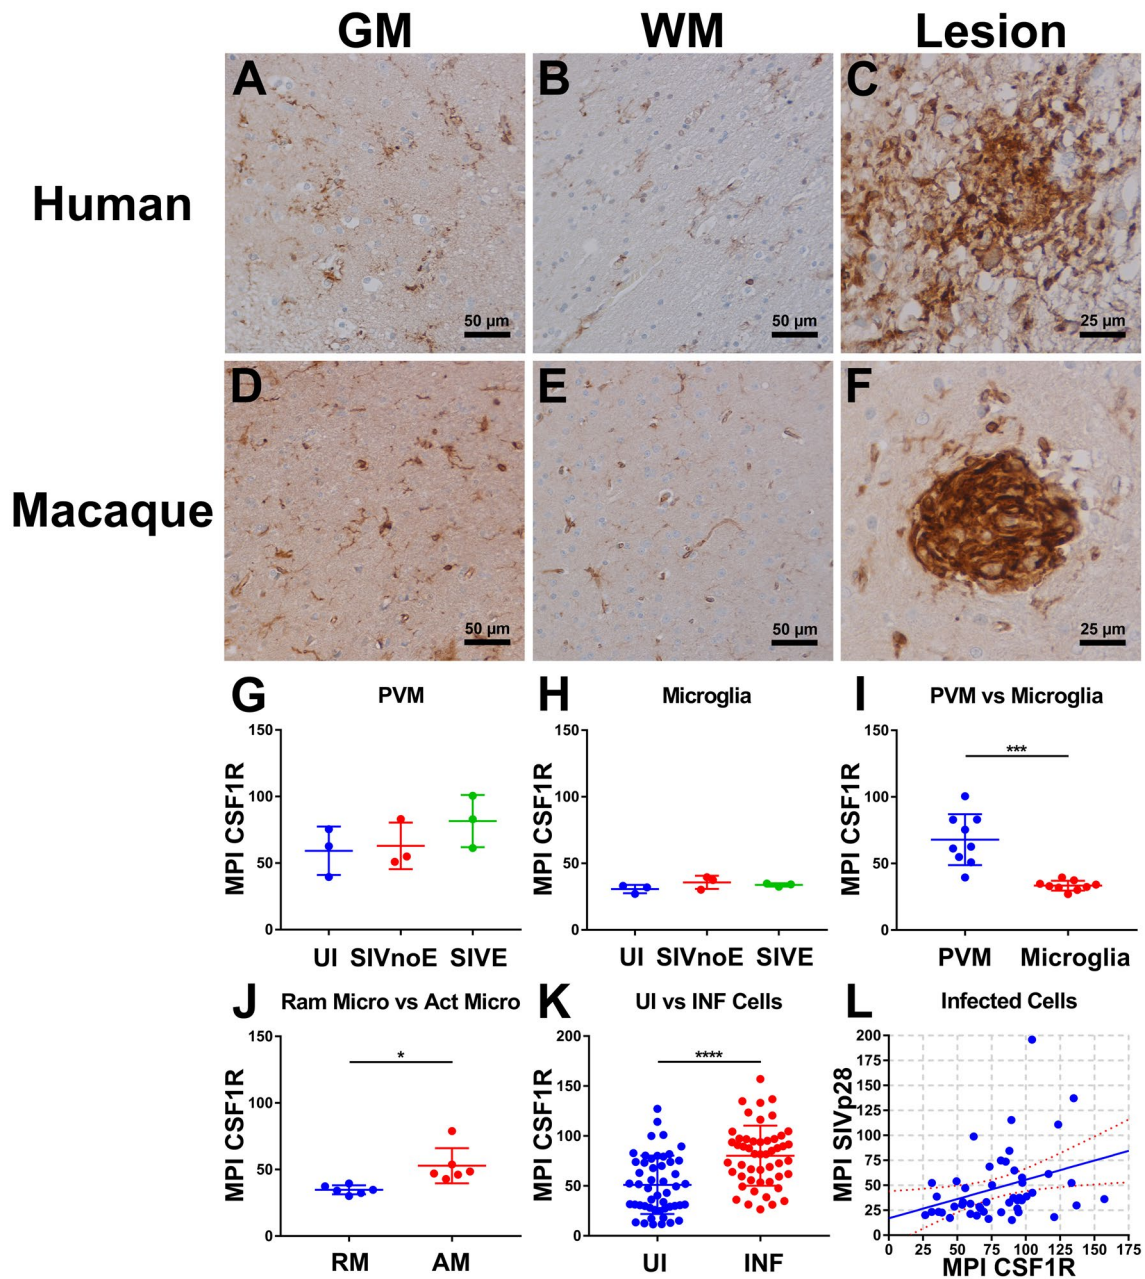 GM WM Lesion
Human
A B C
50 µm 50 µm 25 µm
Macaque
D E F
50 µm 50 µm 25 µm
G PVM
MPI CSF1R
150
100
50
0
UI SIVnoE SIVE
H Microglia
MPI CSF1R
150
100
50
0
UI SIVnoE SIVE
I PVM vs Microglia
MPI CSF1R
150
100
50
0
***
PVM Microglia
J Ram Micro vs Act Micro
MPI CSF1R
150
100
50
0
*
RM AM
K UI vs INF Cells
MPI CSF1R
200
150
100
50
0
****
UI INF
L Infected Cells
MPI SIVp28
200
175
150
125
100
75
50
25
0
0 25 50 75 100 125 150 175
MPI CSF1R